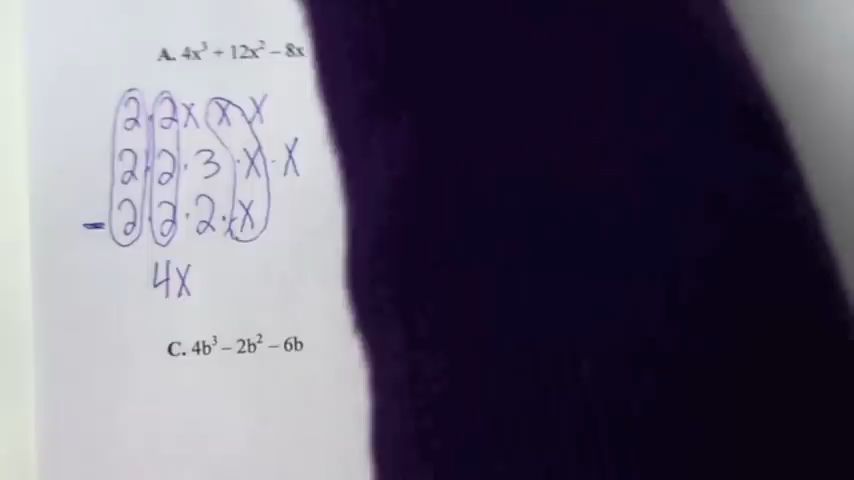 A. 4x³ + 12x² – 8x
2·2x x x
2·2·3·x·x
-2·2·2·x
4x
C. 4b³ – 2b² – 6b